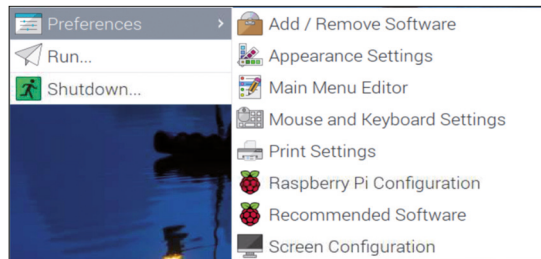 Preferences
Run...
Shutdown...
Add / Remove Software
Appearance Settings
Main Menu Editor
Mouse and Keyboard Settings
Print Settings
Raspberry Pi Configuration
Recommended Software
Screen Configuration